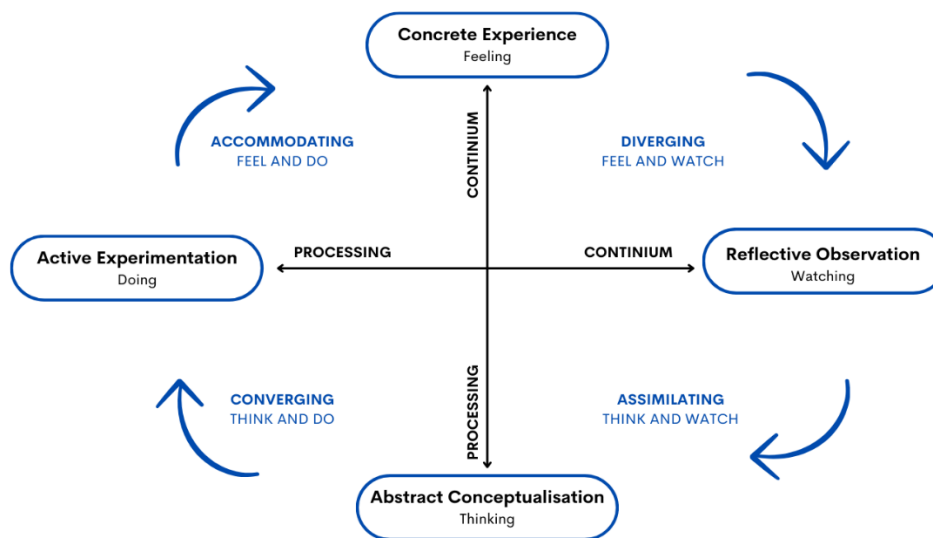 Concrete Experience
Feeling
ACCOMMODATING
FEEL AND DO
CONTINIUM
DIVERGING
FEEL AND WATCH
Active Experimentation
Doing
PROCESSING
CONTINIUM
Reflective Observation
Watching
CONVERGING
THINK AND DO
PROCESSING
ASSIMILATING
THINK AND WATCH
Abstract Conceptualisation
Thinking